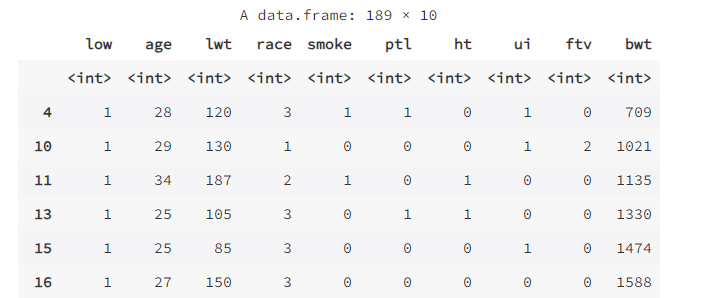 A data.frame: 189 × 10
low age lwt race smoke ptl ht ui ftv bwt
<int> <int> <int> <int> <int> <int> <int> <int> <int> <int>
4 1 28 120 3 1 1 0 1 0 709
10 1 29 130 1 0 0 0 1 2 1021
11 1 34 187 2 1 0 1 0 0 1135
13 1 25 105 3 0 1 1 0 0 1330
15 1 25 85 3 0 0 0 1 0 1474
16 1 27 150 3 0 0 0 0 0 1588